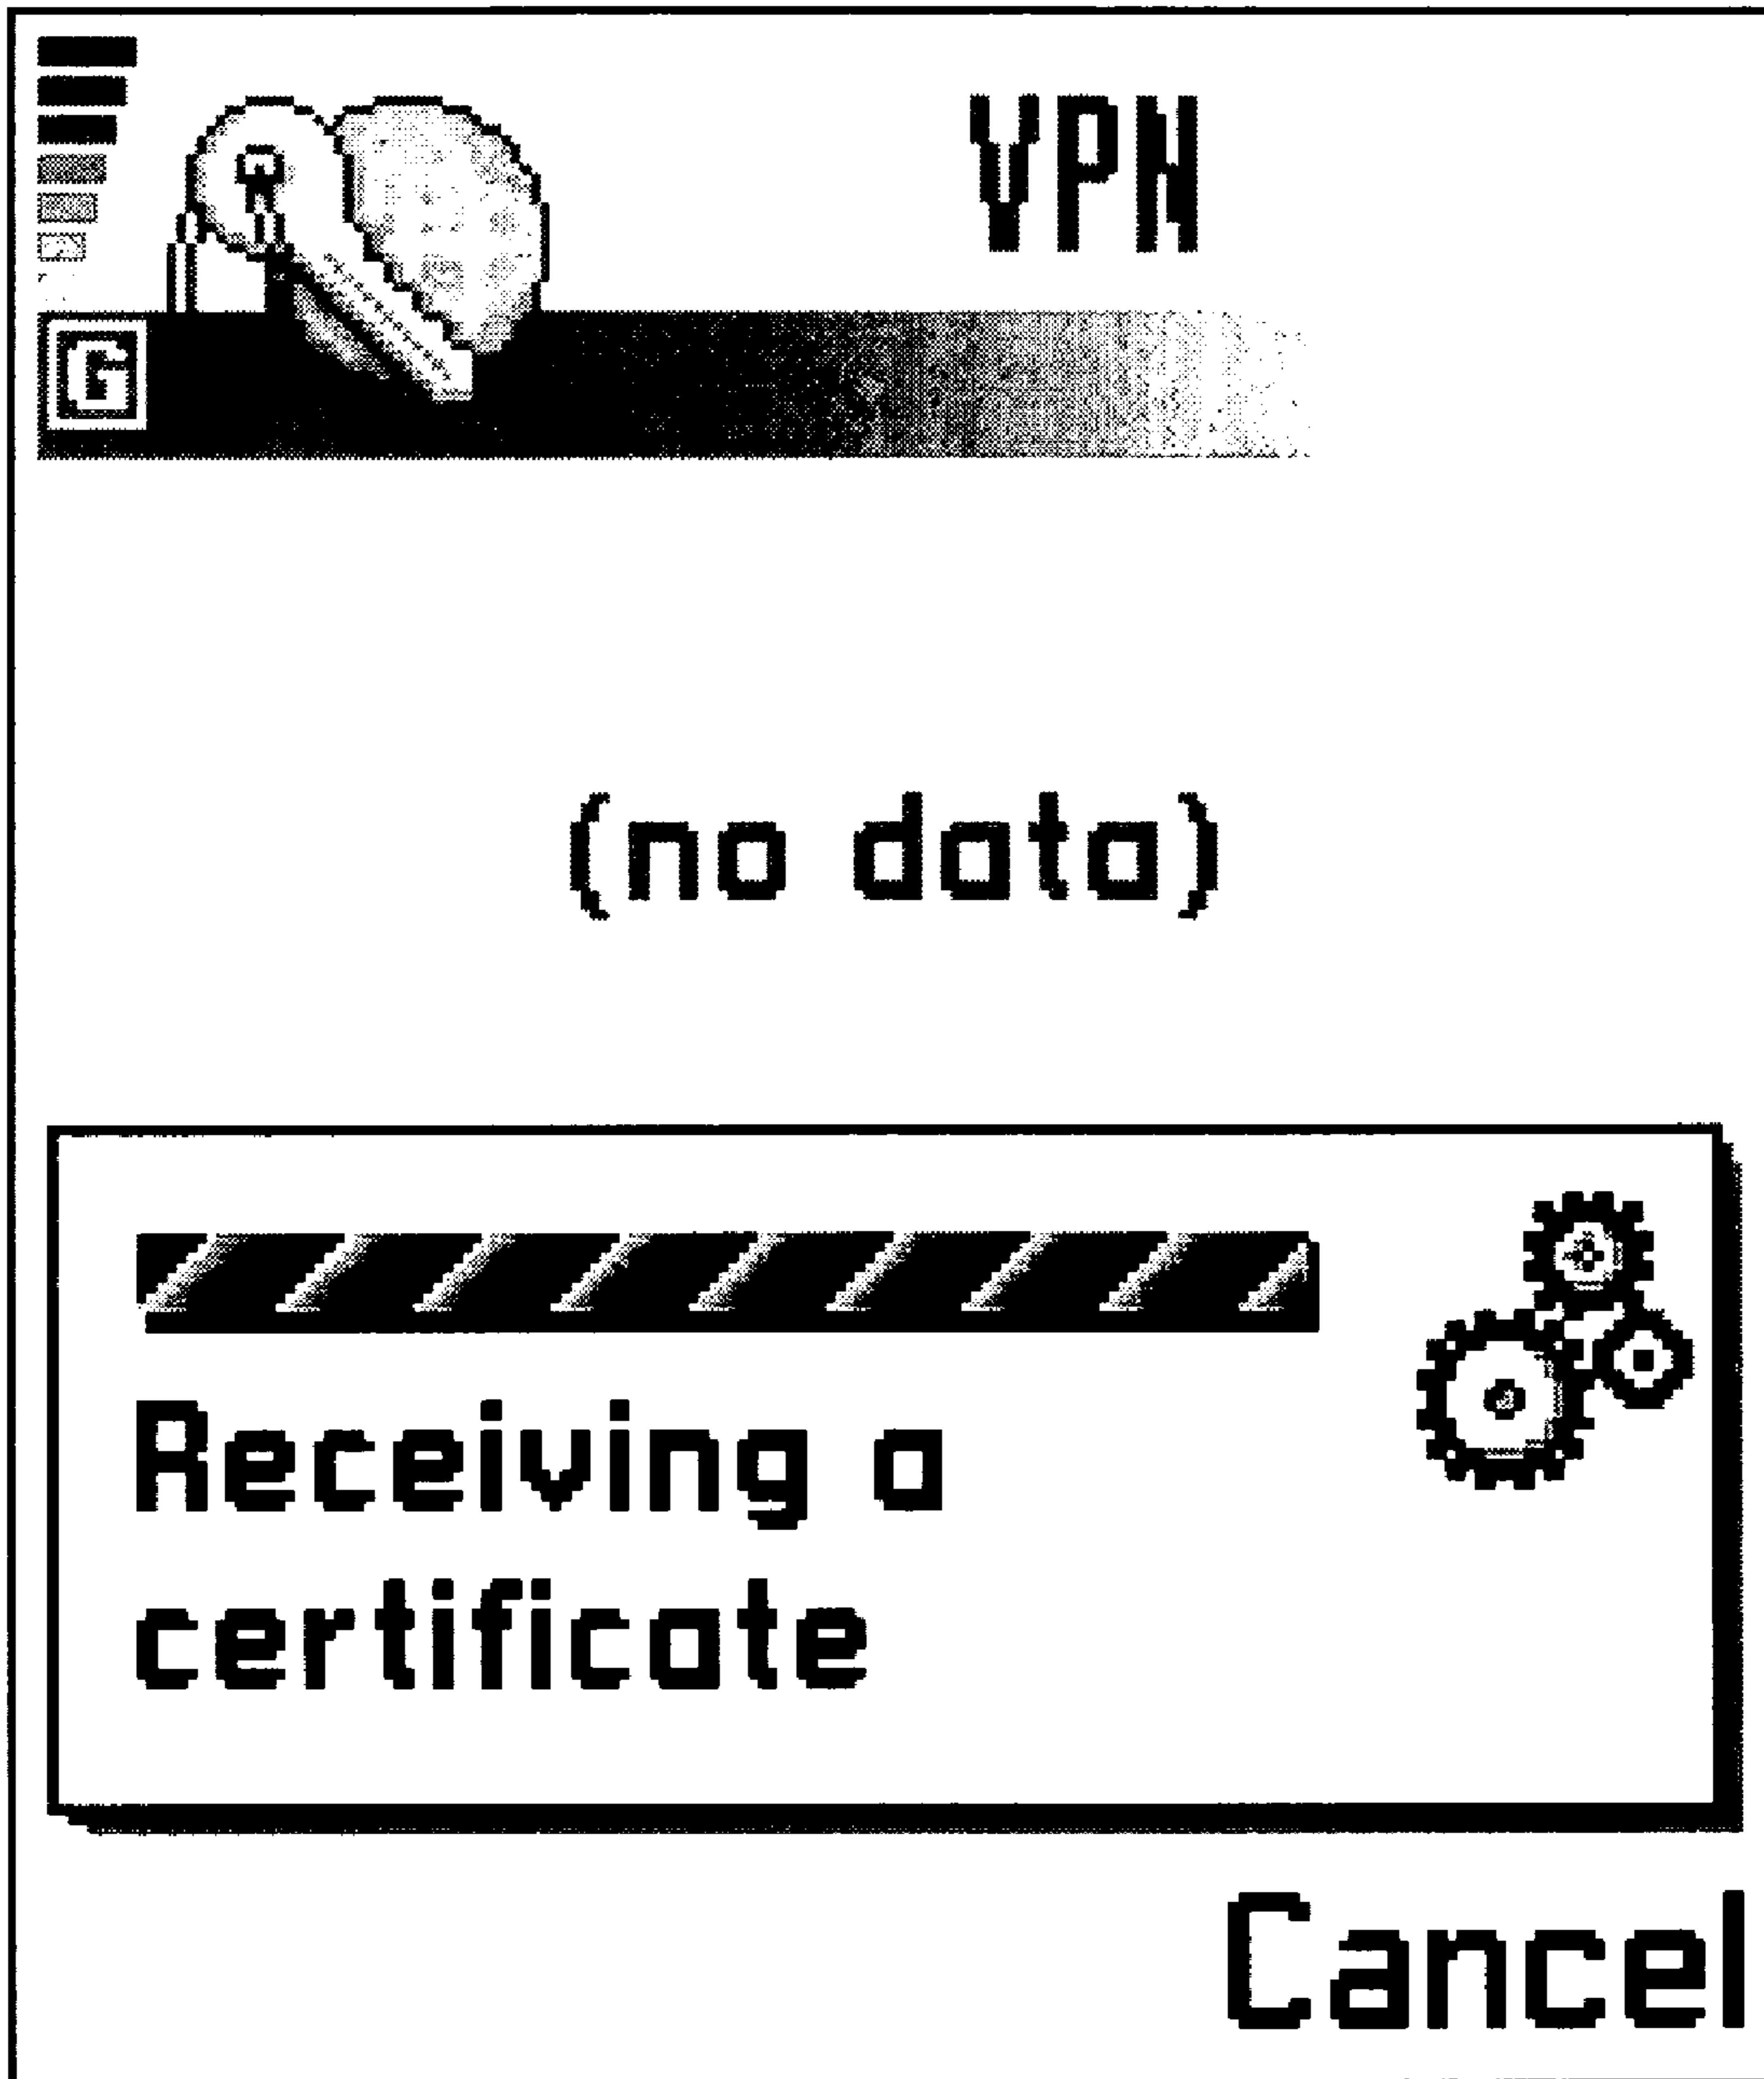 VPN
G
(no data)
Receiving a
certificate
Cancel